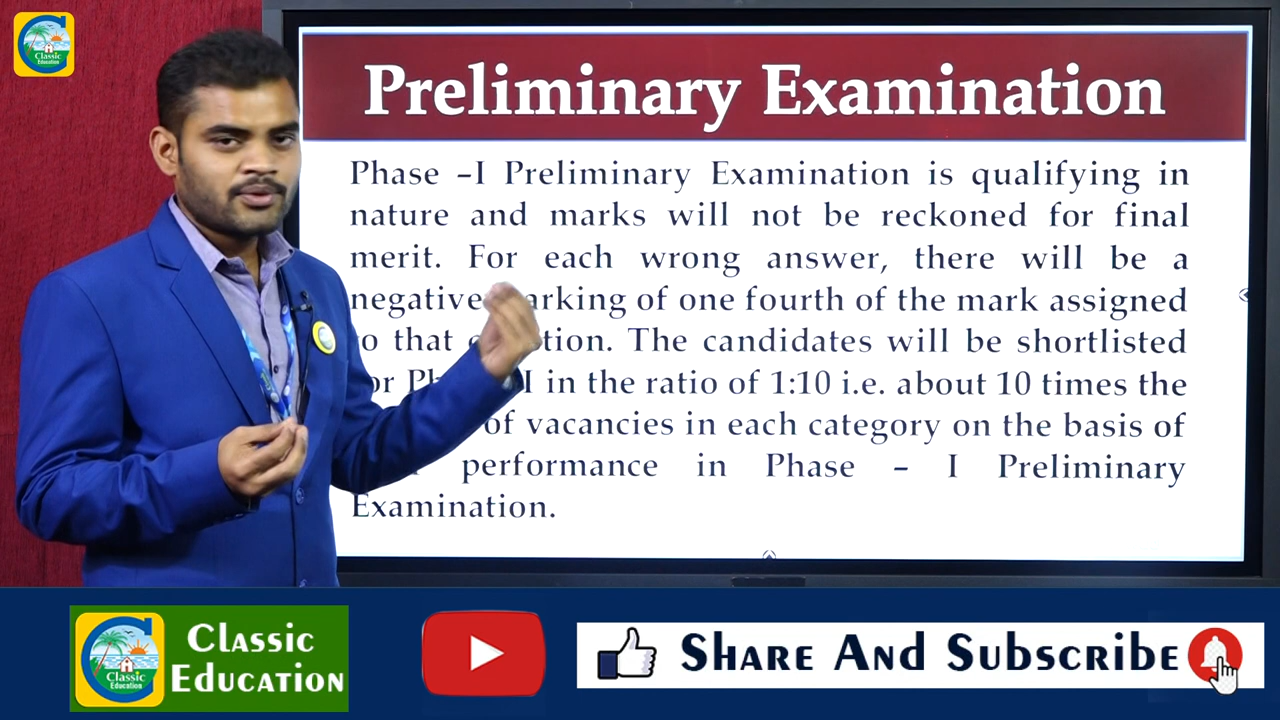 Classic
Education
Preliminary Examination
Phase –I Preliminary Examination is qualifying in
nature and marks will not be reckoned for final
merit. For each wrong answer, there will be a
negative of one fourth of the mark assigned
that The candidates will be shortlisted
in the ratio of 1:10 i.e. about 10 times the
of vacancies in each category on the basis of
performance in Phase – I Preliminary
Examination.
Classic
Education
Classic
Education
Share And Subscribe